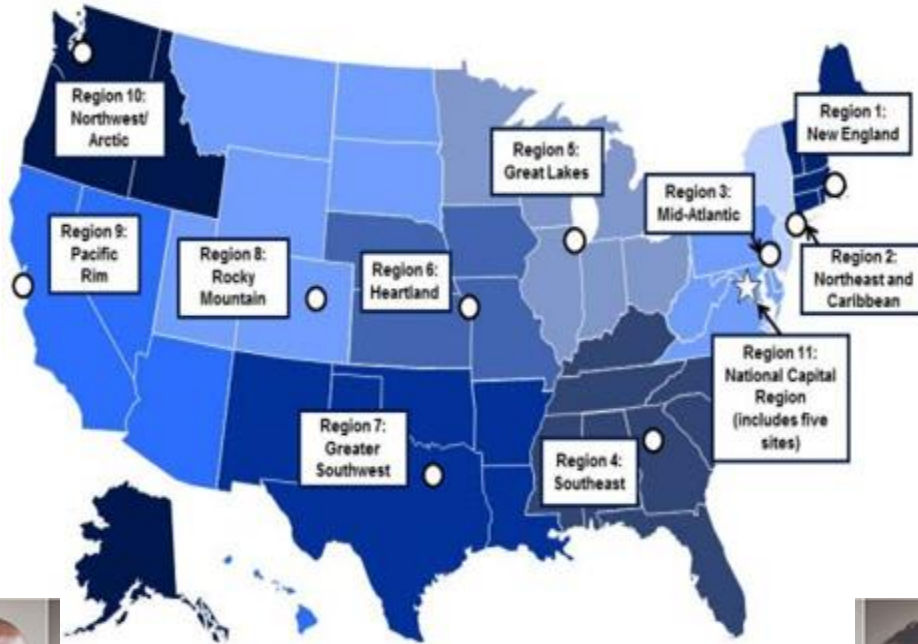 Region 10:
Northwest/
Arctic
Region 1:
New England
Region 5:
Great Lakes
Region 3:
Mid-Atlantic
Region 9:
Pacific
Rim
Region 8:
Rocky
Mountain
Region 6:
Heartland
Region 2:
Northeast and
Caribbean
Region 11:
National Capital
Region
(includes five
sites)
Region 7:
Greater
Southwest
Region 4:
Southeast